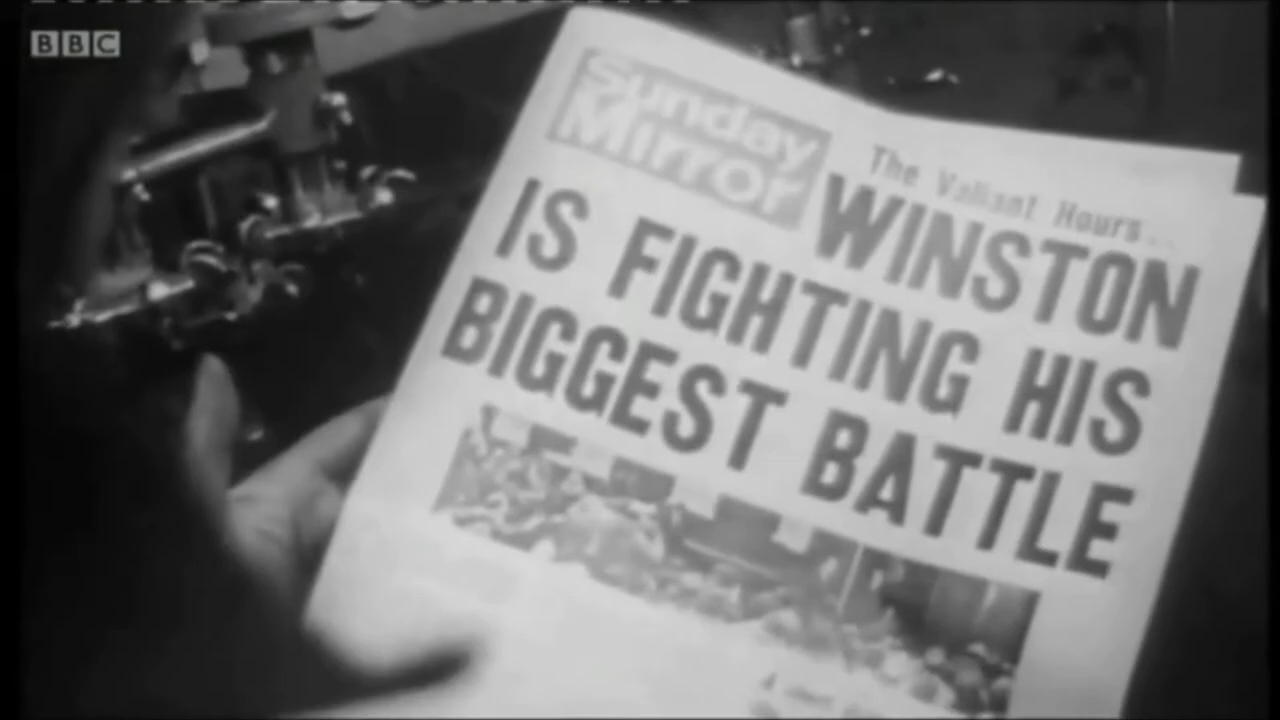 BBC
Sunday
Mirror
The Valiant Hours...
WINSTON
IS FIGHTING HIS
BIGGEST BATTLE